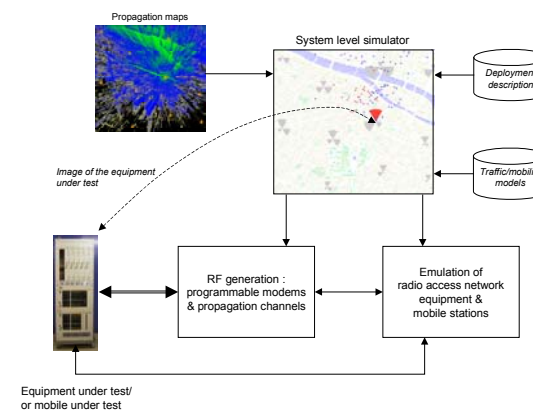 Propagation maps
System level simulator
Deployment
description
Image of the equipment
under test
Traffic/mobili
models
RF generation :
programmable modems
& propagation channels
Emulation of
radio access network
equipment &
mobile stations
Equipment under test/
or mobile under test